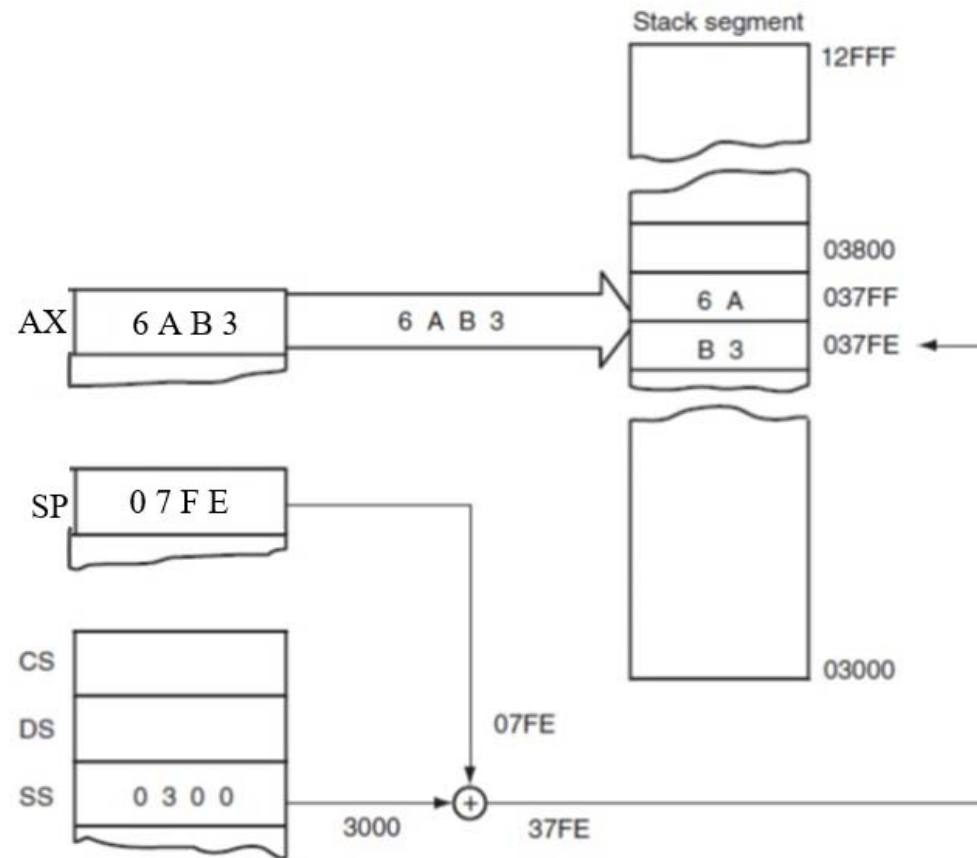 Stack segment
12FFF
03800
AX 6 A B 3
6 A B 3
6 A 037FF
B 3 037FE
SP 0 7 F E
03000
CS
DS
07FE
SS 0 3 0 0
3000
+
37FE